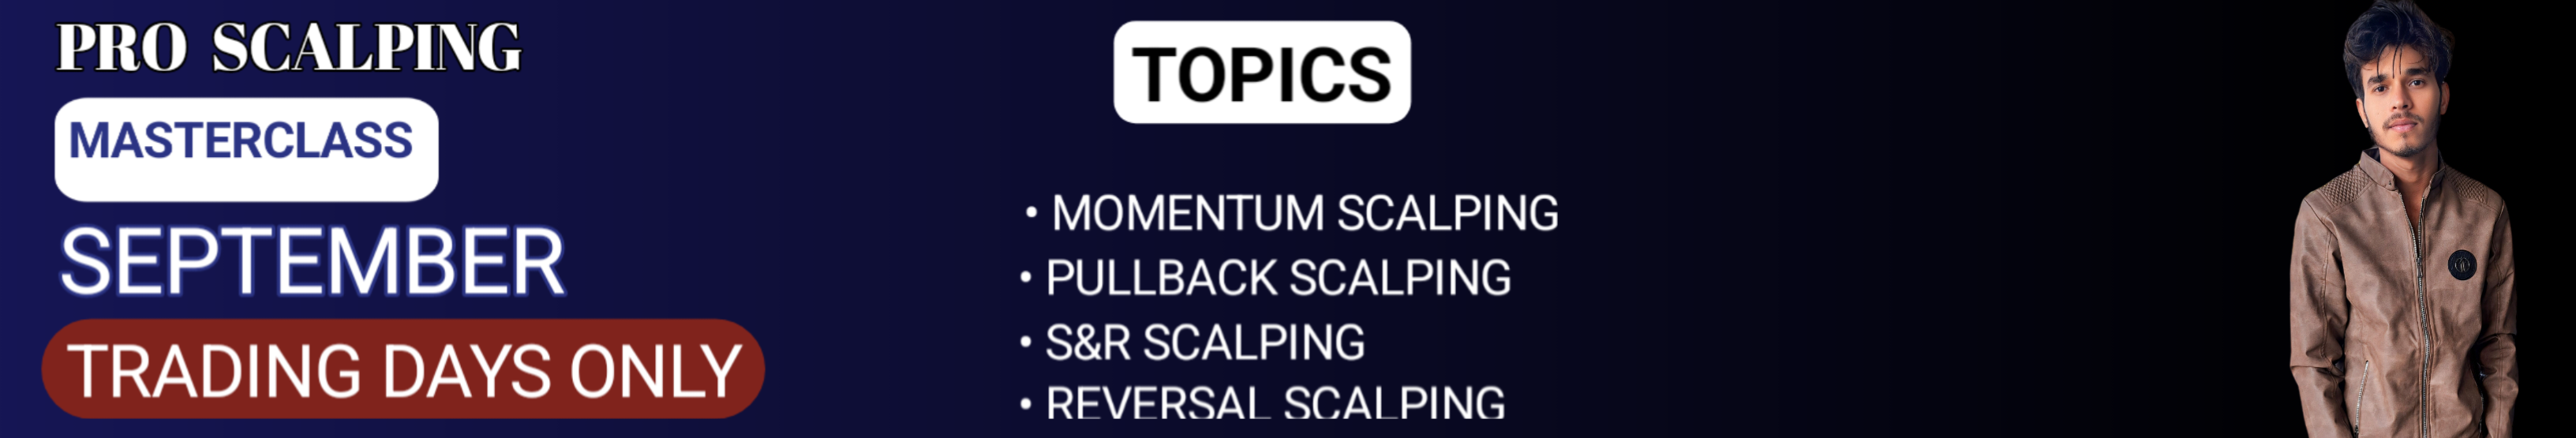 PRO SCALPING
MASTERCLASS
SEPTEMBER
TRADING DAYS ONLY
TOPICS
• MOMENTUM SCALPING
• PULLBACK SCALPING
• S&R SCALPING
• REVERSAL SCALPING